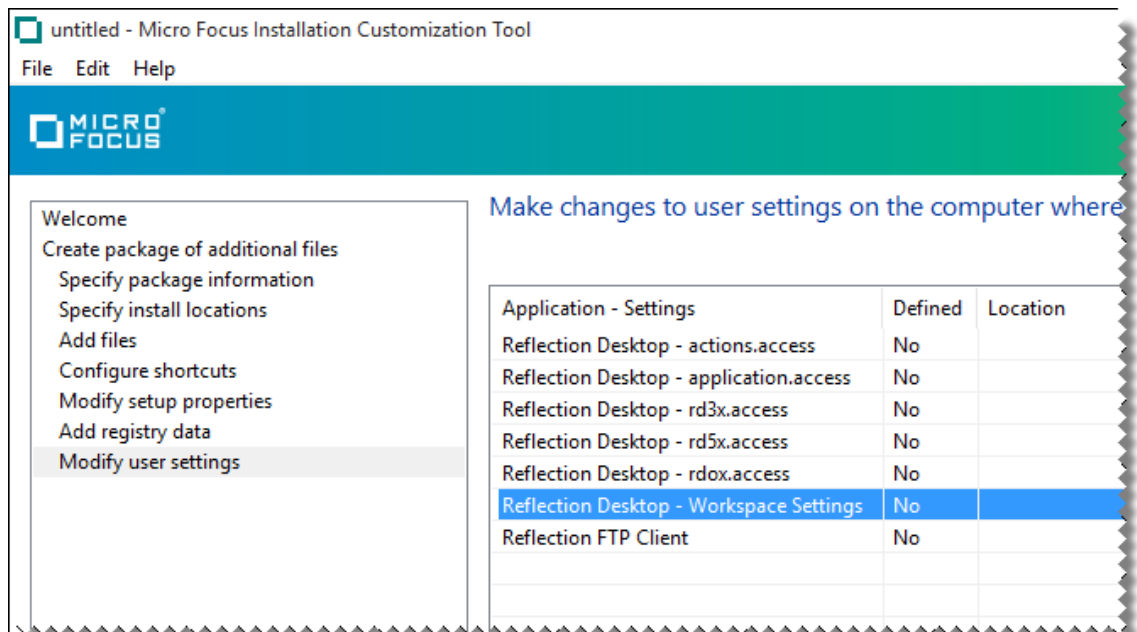 untitled - Micro Focus Installation Customization Tool
File Edit Help
MICRO
FOCUS
Welcome
Create package of additional files
Specify package information
Specify install locations
Add files
Configure shortcuts
Modify setup properties
Add registry data
Modify user settings
Make changes to user settings on the computer where
Application - Settings Defined Location
Reflection Desktop - actions.access No
Reflection Desktop - application.access No
Reflection Desktop - rd3x.access No
Reflection Desktop - rd5x.access No
Reflection Desktop - rdox.access No
Reflection Desktop - Workspace Settings No
Reflection FTP Client No